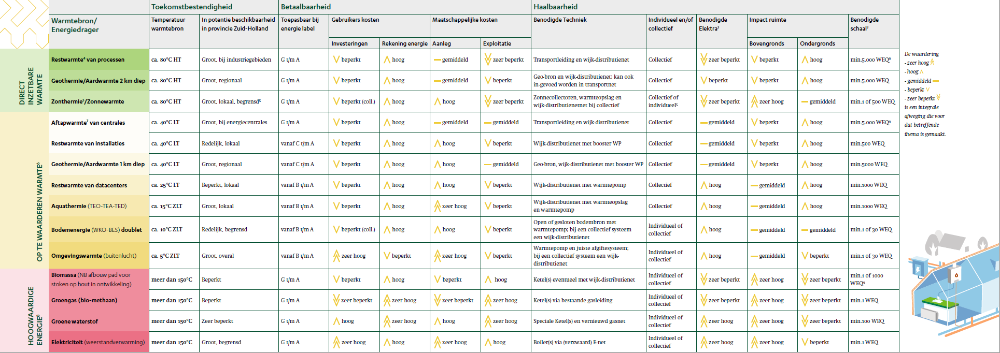 Toekomstbestendigheid Betaalbaarheid Haalbaarheid
Warmtebron/
Energiedrager
Temperatuur
warmtebron
In potentie beschikbaarheid
in provincie Zuid-Holland
Toepasbaar bij
energie label
Gebruikers kosten
Maatschappelijke kosten
Benodigde Techniek
Individueel en/of
collectief
Benodigde
Elektra³
Impact ruimte
Benodigde
schaal³
Investeringen Rekening energie Aanleg Exploitatie Bovengronds Ondergronds
DIRECT
INZETBARE
WARMTE
Restwarmte⁴ van processen ca. 80°C HT Groot, bij industriegebieden G t/m A beperkt hoog gemiddeld zeer beperkt Transportleiding en wijk-distributienet Collectief zeer beperkt beperkt hoog min.5.000 WEQ⁹
Geothermie/Aardwarmte 2 km diep ca. 80°C HT Groot, regionaal G t/m A beperkt hoog gemiddeld beperkt Geo-bron en wijk-distributienet; kan ook
in-gevoed worden in transportnet Collectief beperkt beperkt hoog min.5.000 WEQ
Zonthermie⁵/Zonnewarmte ca. 80°C HT Groot, lokaal, begrensd⁵ G t/m A beperkt (coll.) hoog hoog zeer beperkt Zonnecollectoren, warmteopslag en
wijk-distributienetnet bij collectief Collectief of
individueel⁵ zeer beperkt zeer hoog gemiddeld min.1 of 500 WEQ
OP TE WAARDEREN WARMTE⁶
Aftapwarmte⁷ van centrales ca. 40°C LT Groot, bij energiecentrales G t/m A beperkt hoog gemiddeld gemiddeld Transportleiding en wijk-distributienet Collectief gemiddeld beperkt hoog min.5.000 WEQ⁹
Restwarmte van installaties ca. 40°C LT Redelijk, lokaal vanaf C t/m A beperkt hoog hoog beperkt Wijk-distributienet met booster WP Collectief gemiddeld beperkt hoog min.500 WEQ
Geothermie/Aardwarmte 1 km diep ca. 40°C LT Groot, regionaal vanaf C t/m A beperkt hoog hoog gemiddeld Geo-bron, wijk-distributienet met booster WP Collectief gemiddeld beperkt hoog min.5000 WEQ
Restwarmte van datacenters ca. 25°C LT Beperkt, lokaal vanaf B t/m A beperkt hoog hoog beperkt Wijk-distributienet met warmtepomp Collectief hoog gemiddeld hoog min.1000 WEQ
Aquathermie (TEO-TEA-TED) ca. 15°C ZLT Groot, lokaal vanaf B t/m A beperkt hoog zeer hoog beperkt Wijk-distributienet met warmteopslag
en warmtepomp Collectief hoog gemiddeld hoog min.1000 WEQ
Bodemenergie (WKO-BES) doublet ca. 10°C ZLT Redelijk, begrensd vanaf B t/m A beperkt (coll.) hoog hoog beperkt Open of gesloten bodembron met
warmtepomp; bij een collectief systeem
een wijk-distributienet Individueel of
collectief hoog gemiddeld gemiddeld min.1 of 30 WEQ
Omgevingswarmte (buitenlucht) ca. 5°C ZLT Groot, overal vanaf B t/m A zeer hoog beperkt zeer hoog beperkt Warmtepomp en juiste afgiftesysteem;
bij een collectief systeem een wijk-
distributienet Individueel of
collectief hoog gemiddeld beperkt min.1 of 30 WEQ
HOOGWAARDIGE
ENERGIE⁸
Biomassa (NB afbouw pad voor
stoken op hout in ontwikkeling) meer dan 150°C Beperkt G t/m A beperkt hoog beperkt hoog Ketel(s) eventueel met wijk-distributienet Individueel of
collectief zeer beperkt zeer hoog zeer beperkt min.1 of 1000
WEQ⁹
Groengas (bio-methaan) meer dan 150°C Beperkt G t/m A zeer beperkt zeer hoog zeer beperkt zeer hoog Ketel(s) via bestaande gasleiding Individueel of
collectief zeer beperkt zeer hoog zeer beperkt min.1 WEQ
Groene waterstof meer dan 150°C Zeer beperkt G t/m A hoog zeer hoog hoog zeer hoog Speciale Ketel(s) en vernieuwd gasnet Individueel of
collectief zeer hoog zeer hoog zeer beperkt min.100 WEQ
Elektriciteit (weerstandverwarming) meer dan 150°C Groot, begrensd G t/m A zeer hoog hoog zeer hoog hoog Boiler(s) via (verzwaard) E-net Individueel of
collectief zeer hoog zeer hoog beperkt min.1 WEQ
De waardering
- zeer hoog
- hoog
- gemiddeld
- beperkt
- zeer beperkt
is een integrale
afweging die voor
dat betreffende
thema is gemaakt.